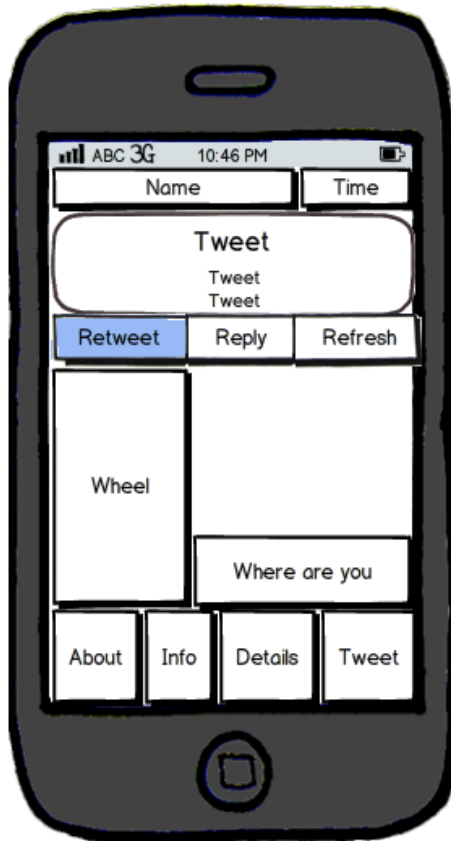 ABC 3G 10:46 PM
Name Time
Tweet
Tweet
Tweet
Retweet Reply Refresh
Wheel
Where are you
About Info Details Tweet